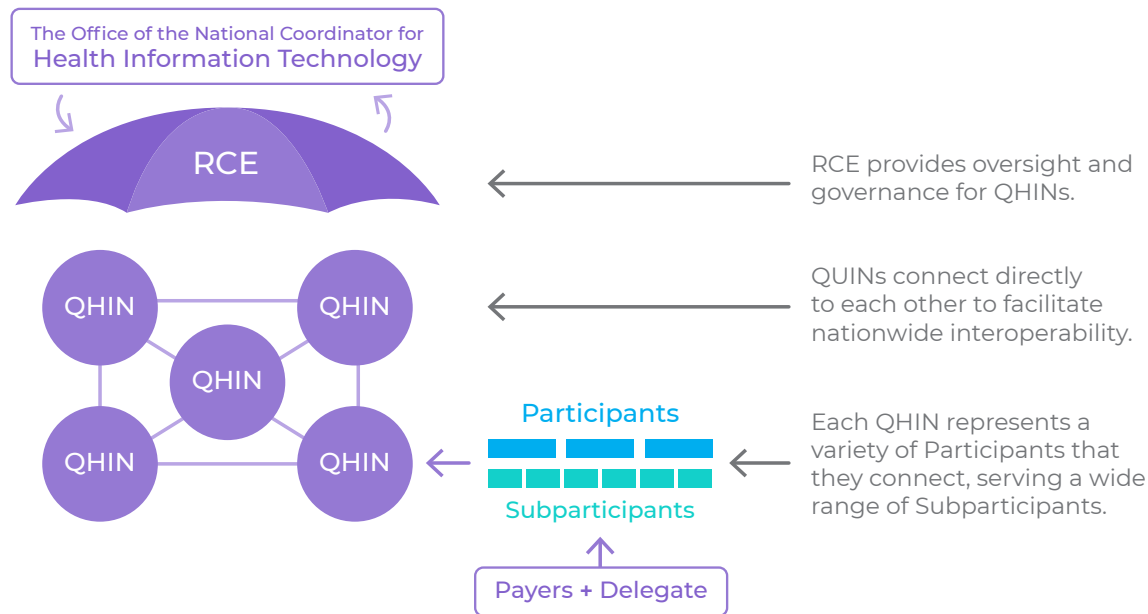 The Office of the National Coordinator for
Health Information Technology
RCE
RCE provides oversight and
governance for QHINs.
QHIN
QHIN
QHIN
QHIN
QHIN
QUINs connect directly
to each other to facilitate
nationwide interoperability.
Participants
Subparticipants
Each QHIN represents a
variety of Participants that
they connect, serving a wide
range of Subparticipants.
Payers + Delegate